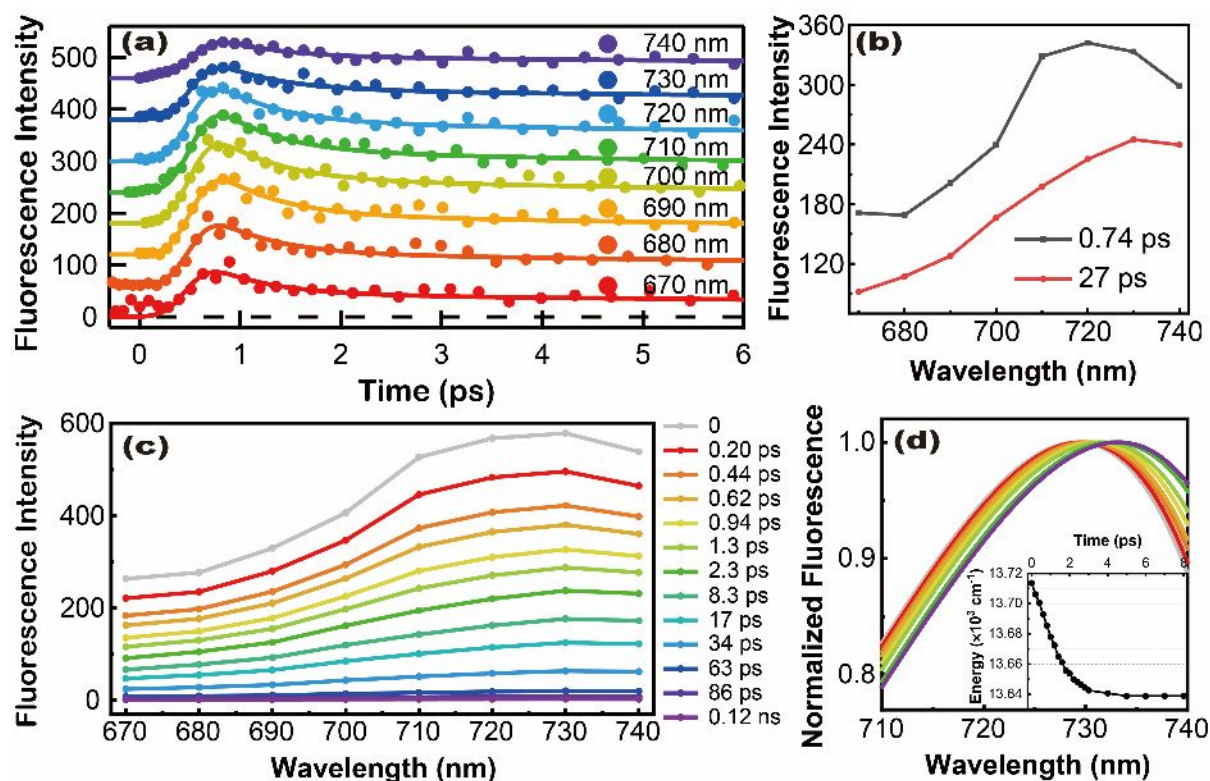 (a)
Fluorescence Intensity
500
400
300
200
100
0
740 nm
730 nm
720 nm
710 nm
700 nm
690 nm
680 nm
670 nm
0 1 2 3 4 5 6
Time (ps)
(b)
Fluorescence Intensity
360
300
240
180
120
0.74 ps
27 ps
680 700 720 740
Wavelength (nm)
(c)
Fluorescence Intensity
600
400
200
0
670 680 690 700 710 720 730 740
Wavelength (nm)
0
0.20 ps
0.44 ps
0.62 ps
0.94 ps
1.3 ps
2.3 ps
8.3 ps
17 ps
34 ps
63 ps
86 ps
0.12 ns
(d)
Normalized Fluorescence
1.0
0.9
0.8
Time (ps)
0 2 4 6 8
Energy (×10³ cm⁻¹)
13.72
13.70
13.68
13.66
13.64
710 720 730 740
Wavelength (nm)